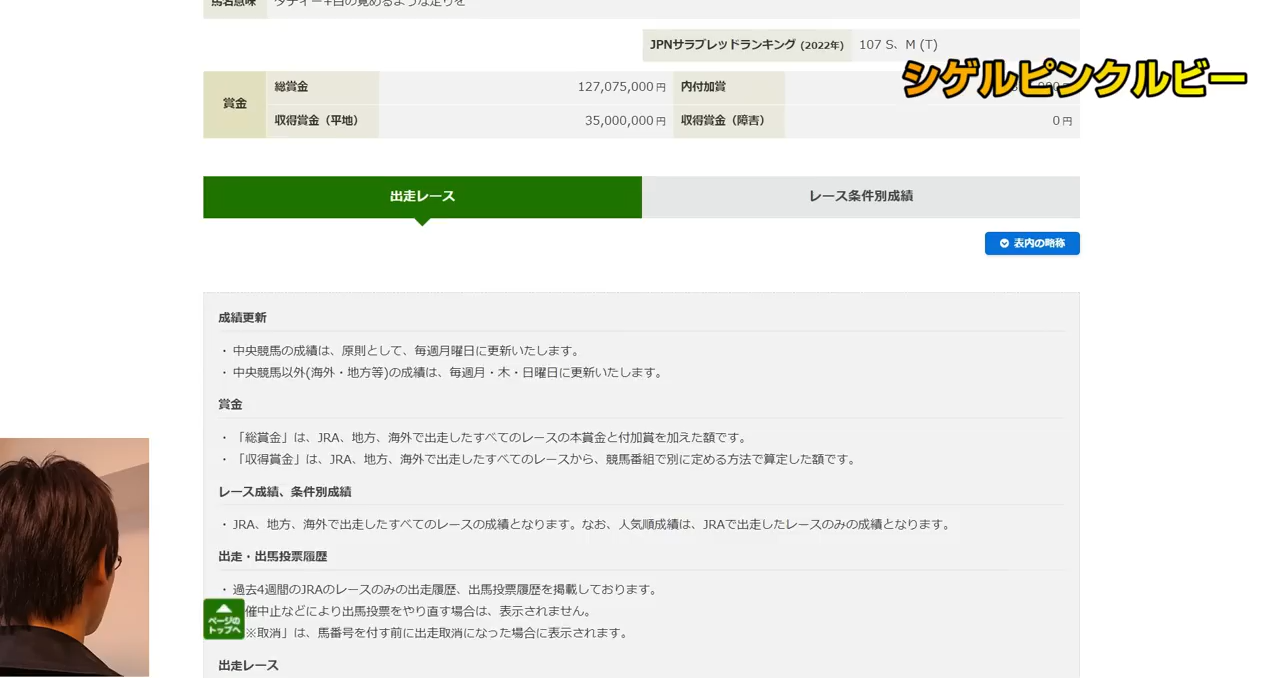 馬名意味
JPNサラブレッドランキング (2022年) 107 S、M (T)
シゲルピンクルビー
賞金
総賞金 127,075,000 円 内付加賞
収得賞金（平地） 35,000,000 円 収得賞金（障害） 0 円
出走レース レース条件別成績
表内の略称
成績更新
・ 中央競馬の成績は、原則として、毎週月曜日に更新いたします。
・ 中央競馬以外(海外・地方等)の成績は、毎週月・木・日曜日に更新いたします。
賞金
・ 「総賞金」は、JRA、地方、海外で出走したすべてのレースの本賞金と付加賞を加えた額です。
・ 「収得賞金」は、JRA、地方、海外で出走したすべてのレースから、競馬番組で別に定める方法で算定した額です。
レース成績、条件別成績
・ JRA、地方、海外で出走したすべてのレースの成績となります。なお、人気順成績は、JRAで出走したレースのみの成績となります。
出走・出馬投票履歴
・ 過去4週間のJRAのレースのみの出走履歴、出馬投票履歴を掲載しております。
催中止などにより出馬投票をやり直す場合は、表示されません。
※取消」は、馬番号を付す前に出走取消になった場合に表示されます。
ページの
トップへ
出走レース